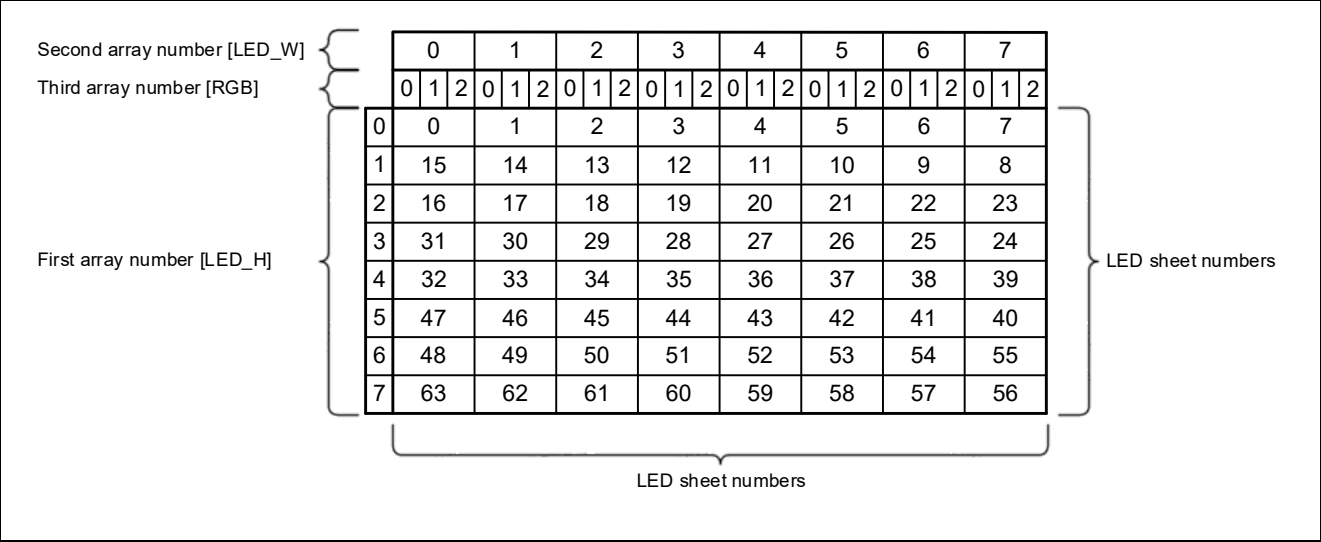 Second array number [LED_W] 0 1 2 3 4 5 6 7
Third array number [RGB] 0 1 2 0 1 2 0 1 2 0 1 2 0 1 2 0 1 2 0 1 2 0 1 2
0 0 1 2 3 4 5 6 7
1 15 14 13 12 11 10 9 8
2 16 17 18 19 20 21 22 23
3 31 30 29 28 27 26 25 24
First array number [LED_H]
LED sheet numbers
4 32 33 34 35 36 37 38 39
5 47 46 45 44 43 42 41 40
6 48 49 50 51 52 53 54 55
7 63 62 61 60 59 58 57 56
LED sheet numbers